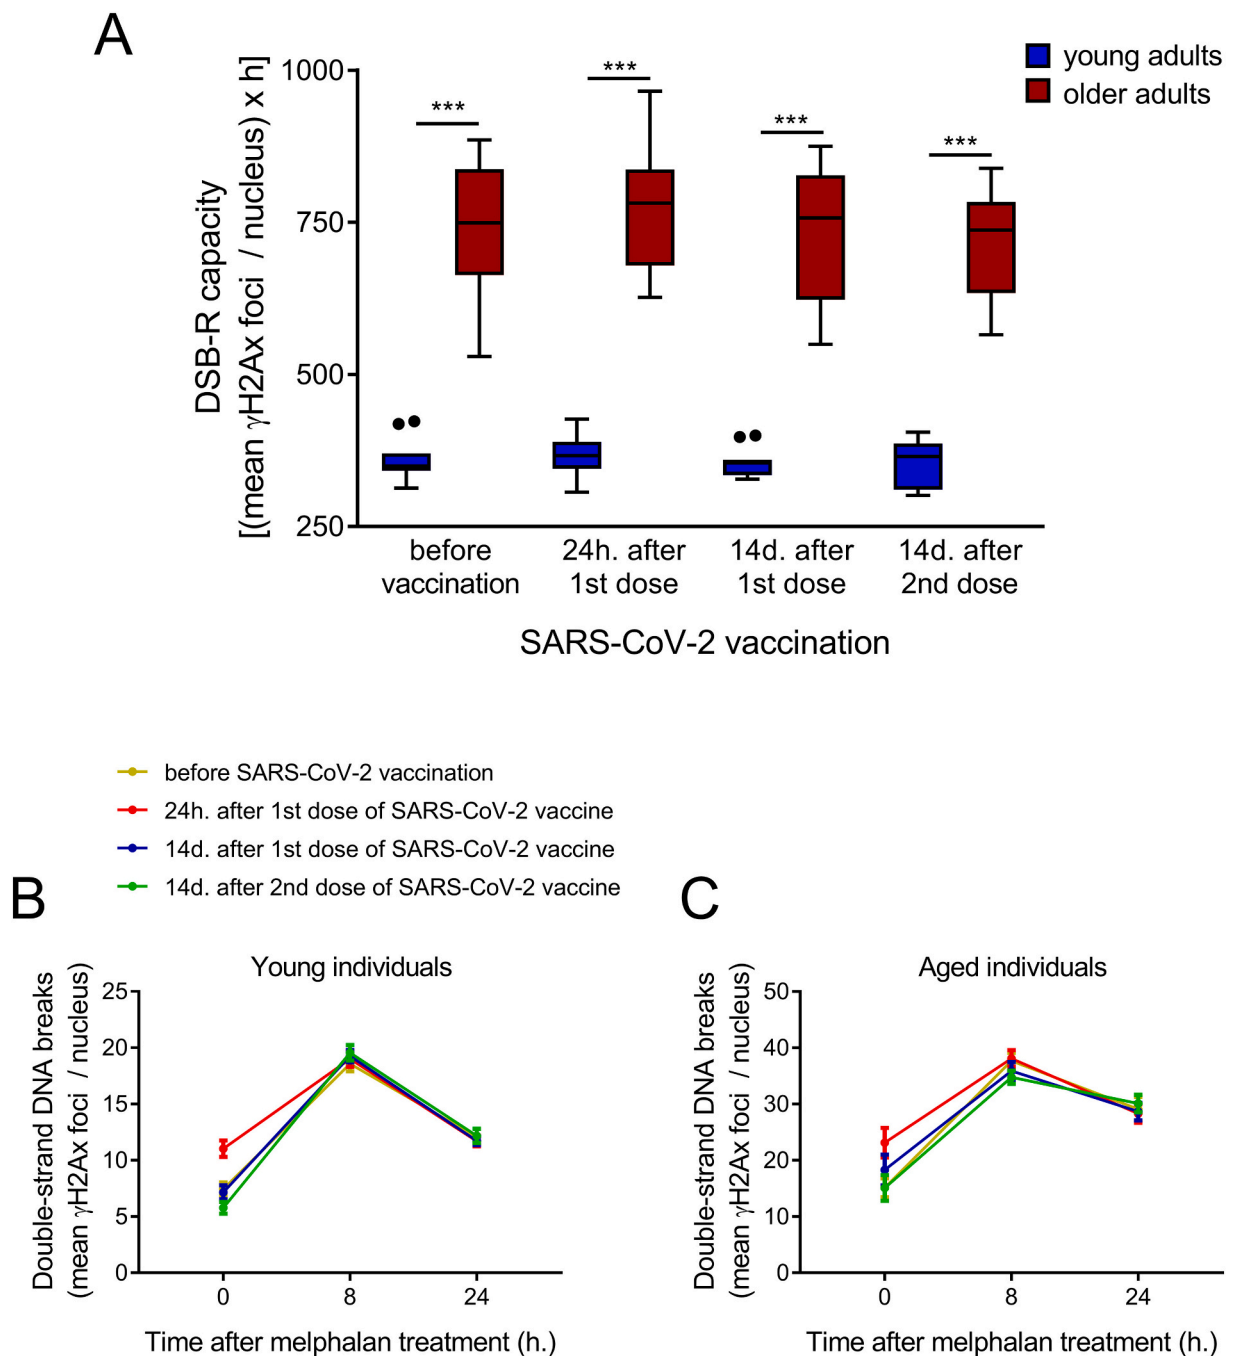 A
young adults
older adults
DSB-R capacity
[(mean γH2Ax foci / nucleus) x h]
1000
750
500
250
***
***
***
***
before
vaccination
24h. after
1st dose
14d. after
1st dose
14d. after
2nd dose
SARS-CoV-2 vaccination
before SARS-CoV-2 vaccination
24h. after 1st dose of SARS-CoV-2 vaccine
14d. after 1st dose of SARS-CoV-2 vaccine
14d. after 2nd dose of SARS-CoV-2 vaccine
B
Young individuals
Double-strand DNA breaks
(mean γH2Ax foci / nucleus)
25
20
15
10
5
0
0 8 24
Time after melphalan treatment (h.)
C
Aged individuals
Double-strand DNA breaks
(mean γH2Ax foci / nucleus)
50
40
30
20
10
0
0 8 24
Time after melphalan treatment (h.)